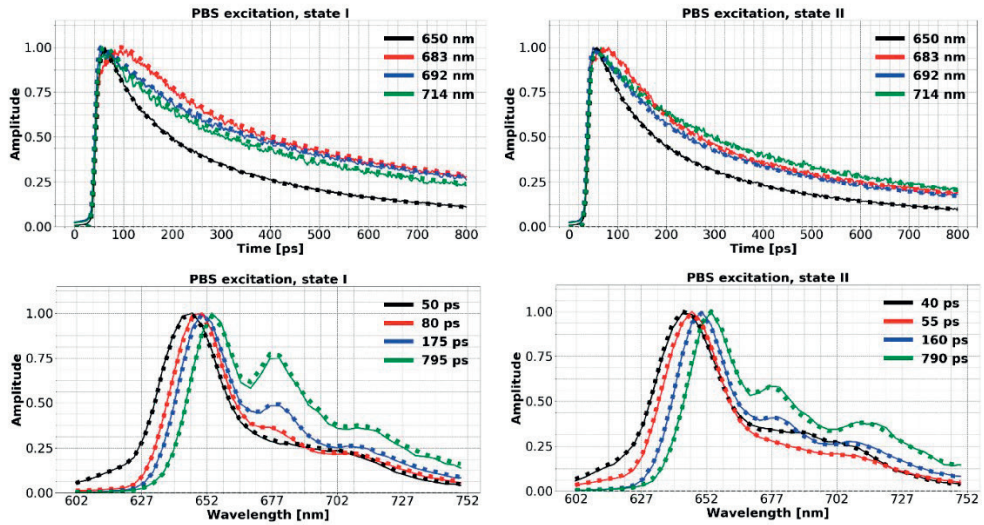 PBS excitation, state I
1.00
0.75
0.50
0.25
0.00
Amplitude
650 nm
683 nm
692 nm
714 nm
0 100 200 300 400 500 600 700 800
Time [ps]
PBS excitation, state II
1.00
0.75
0.50
0.25
0.00
Amplitude
650 nm
683 nm
692 nm
714 nm
0 100 200 300 400 500 600 700 800
Time [ps]
PBS excitation, state I
1.00
0.75
0.50
0.25
0.00
Amplitude
50 ps
80 ps
175 ps
795 ps
602 627 652 677 702 727 752
Wavelength [nm]
PBS excitation, state II
1.00
0.75
0.50
0.25
0.00
Amplitude
40 ps
55 ps
160 ps
790 ps
602 627 652 677 702 727 752
Wavelength [nm]